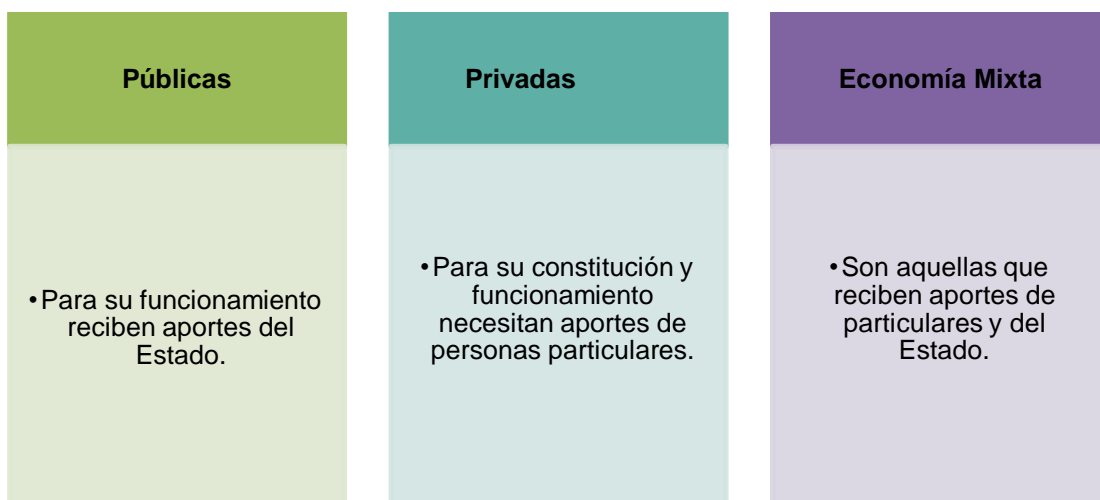 Públicas
•Para su funcionamiento
reciben aportes del
Estado.
Privadas
•Para su constitución y
funcionamiento
necesitan aportes de
personas particulares.
Economía Mixta
•Son aquellas que
reciben aportes de
particulares y del
Estado.